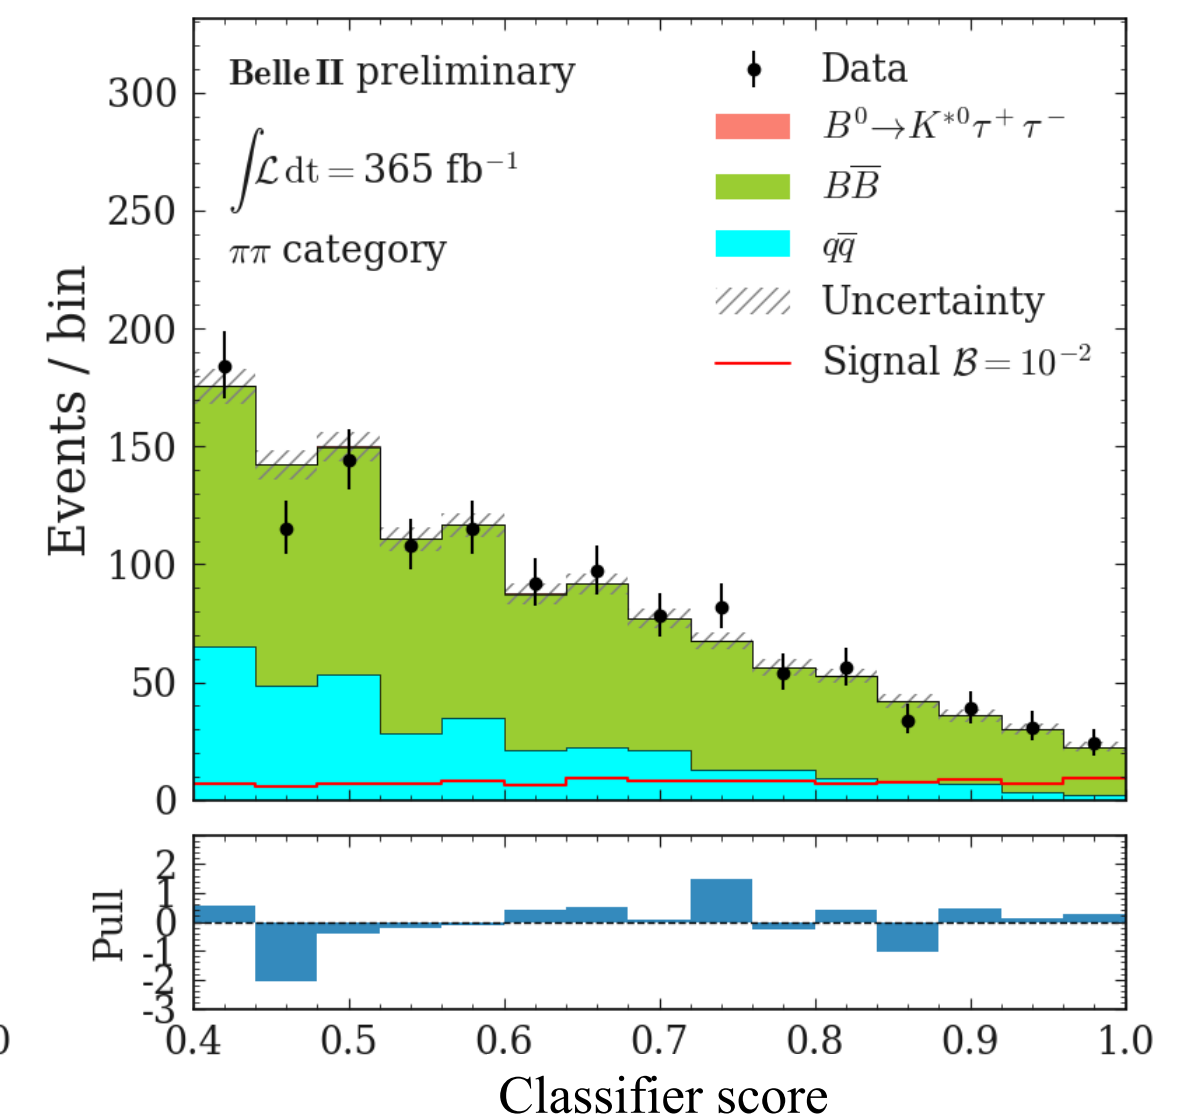 Belle II preliminary
∫ℒ dt = 365 fb⁻¹
ππ category
Data
B⁰→K*⁰τ⁺τ⁻
BB̅
qq̅
Uncertainty
Signal ℬ = 10⁻²
Events / bin
300
250
200
150
100
50
0
Pull
2
1
0
-1
-2
-3
0
0.4 0.5 0.6 0.7 0.8 0.9 1.0
Classifier score